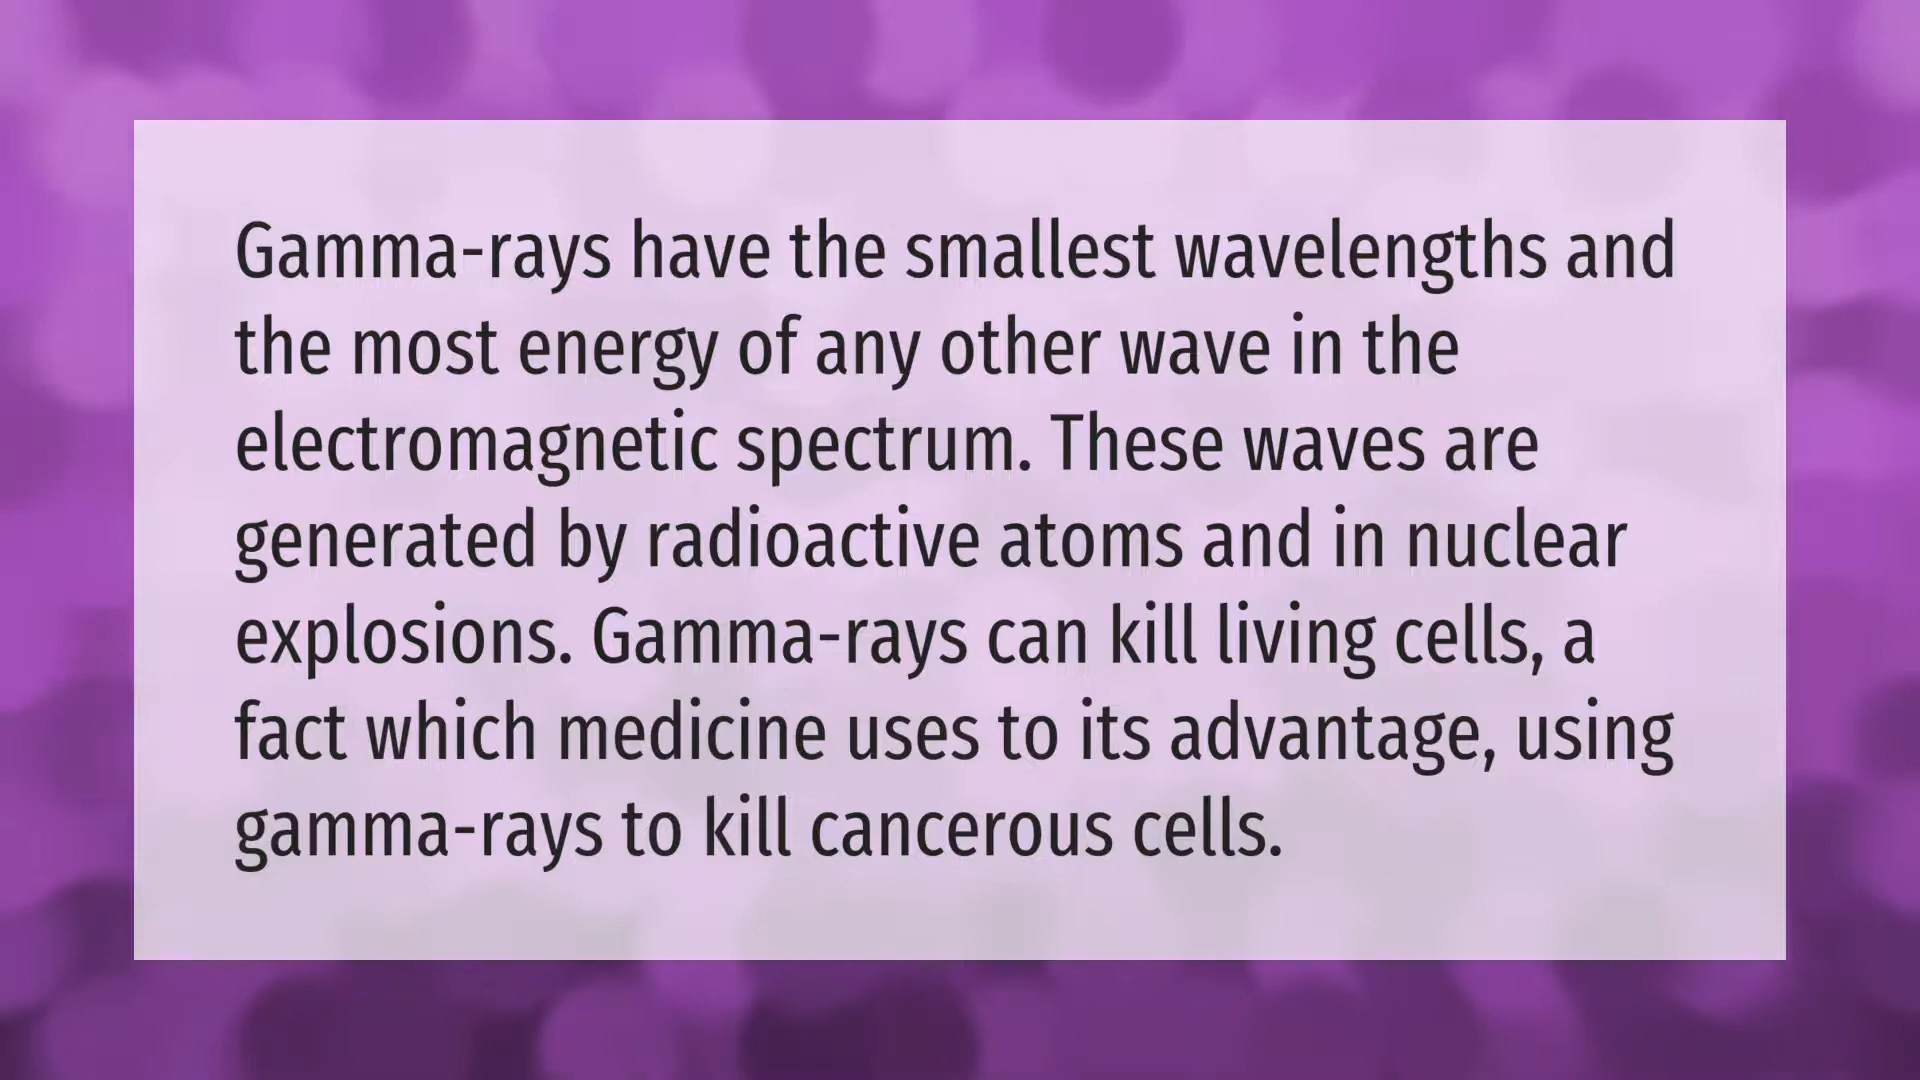 Gamma-rays have the smallest wavelengths and
the most energy of any other wave in the
electromagnetic spectrum. These waves are
generated by radioactive atoms and in nuclear
explosions. Gamma-rays can kill living cells, a
fact which medicine uses to its advantage, using
gamma-rays to kill cancerous cells.